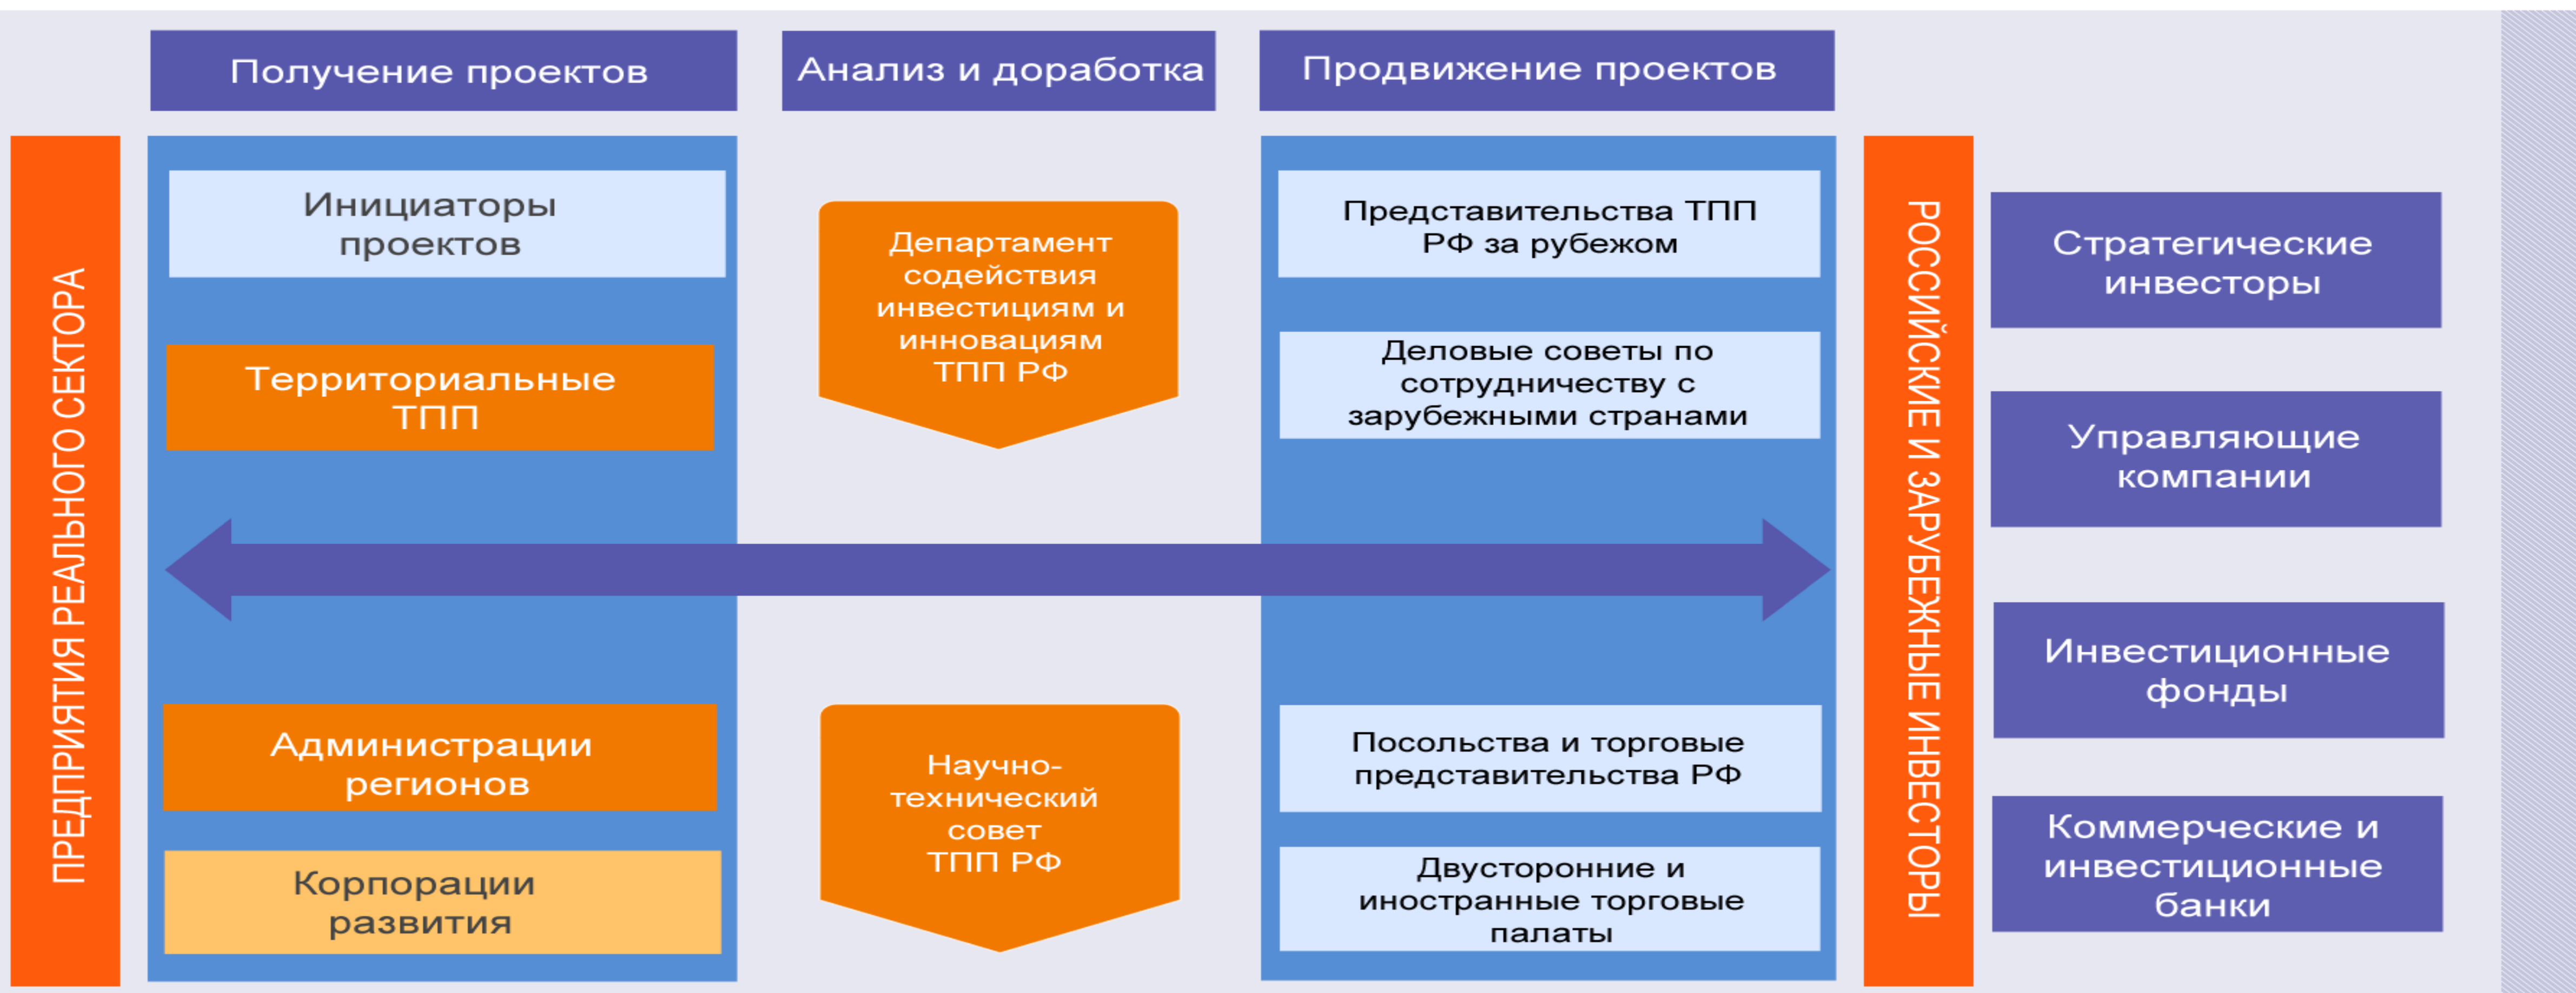 Получение проектов
Анализ и доработка
Продвижение проектов
ПРЕДПРИЯТИЯ РЕАЛЬНОГО СЕКТОРА
Инициаторы
проектов
Территориальные
ТПП
Администрации
регионов
Корпорации
развития
Департамент
содействия
инвестициям и
инновациям
ТПП РФ
Научно-
технический
совет
ТПП РФ
Представительства ТПП
РФ за рубежом
Деловые советы по
сотрудничеству с
зарубежными странами
Посольства и торговые
представительства РФ
Двусторонние и
иностранные торговые
палаты
РОССИЙСКИЕ И ЗАРУБЕЖНЫЕ ИНВЕСТОРЫ
Стратегические
инвесторы
Управляющие
компании
Инвестиционные
фонды
Коммерческие и
инвестиционные
банки